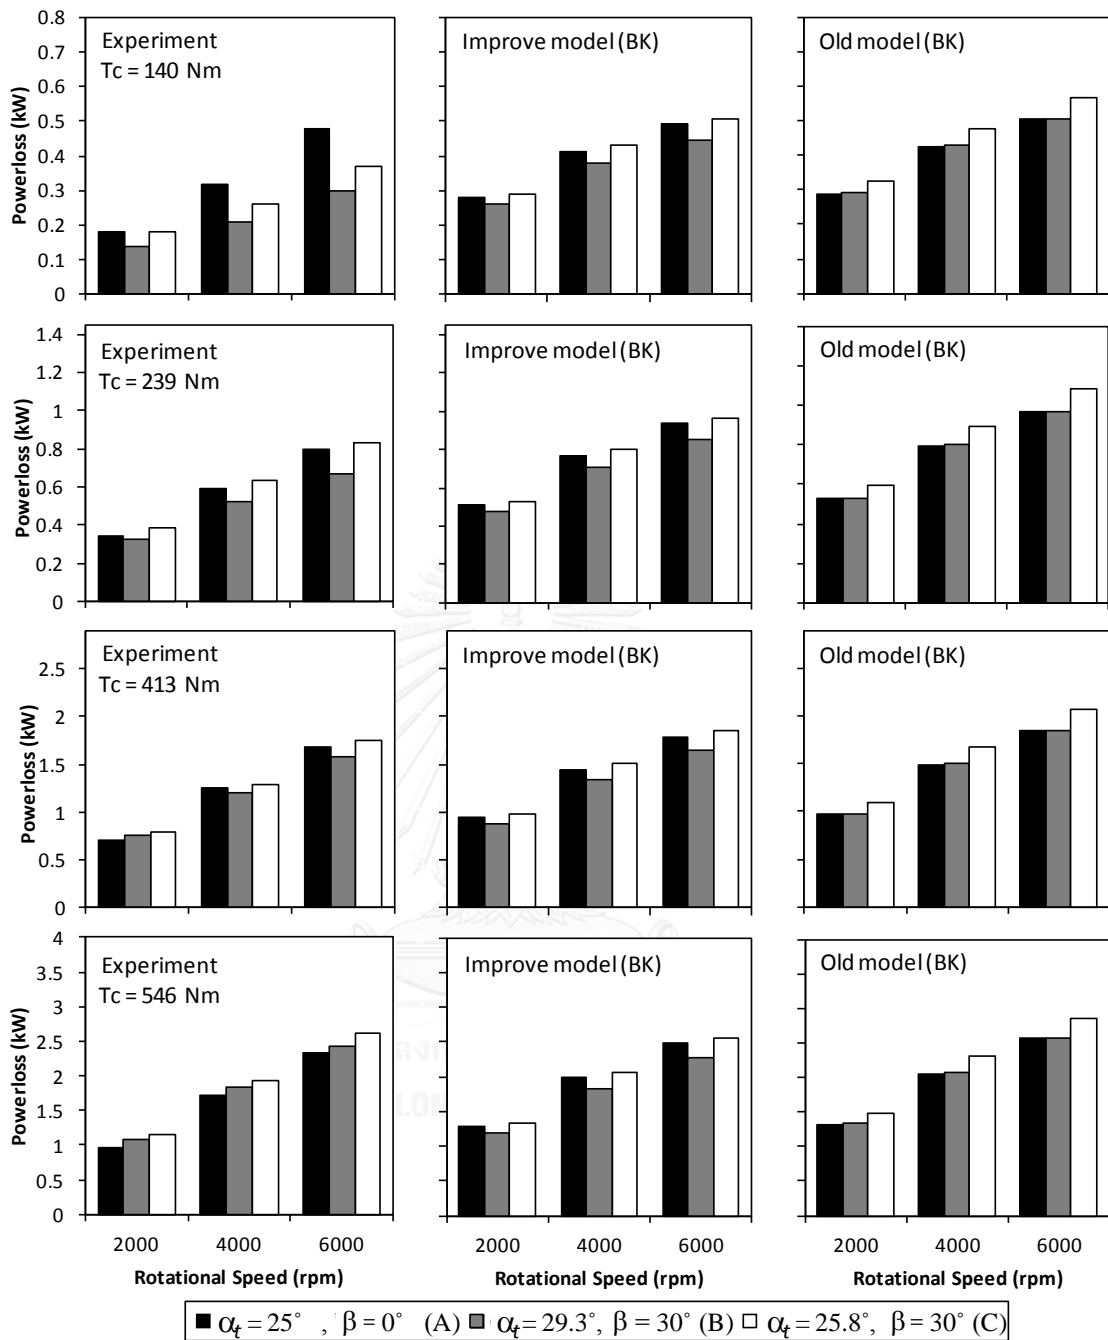 Experiment
Tc = 140 Nm
Improve model (BK)
Old model (BK)
Powerloss (kW)
0.8
0.7
0.6
0.5
0.4
0.3
0.2
0.1
0
Experiment
Tc = 239 Nm
Improve model (BK)
Old model (BK)
Powerloss (kW)
1.4
1.2
1
0.8
0.6
0.4
0.2
0
Experiment
Tc = 413 Nm
Improve model (BK)
Old model (BK)
Powerloss (kW)
2.5
2
1.5
1
0.5
0
Experiment
Tc = 546 Nm
Improve model (BK)
Old model (BK)
Powerloss (kW)
4
3.5
3
2.5
2
1.5
1
0.5
0
2000 4000 6000 2000 4000 6000 2000 4000 6000
Rotational Speed (rpm) Rotational Speed (rpm) Rotational Speed (rpm)
αt = 25° , β = 0° (A) αt = 29.3°, β = 30° (B) αt = 25.8°, β = 30° (C)